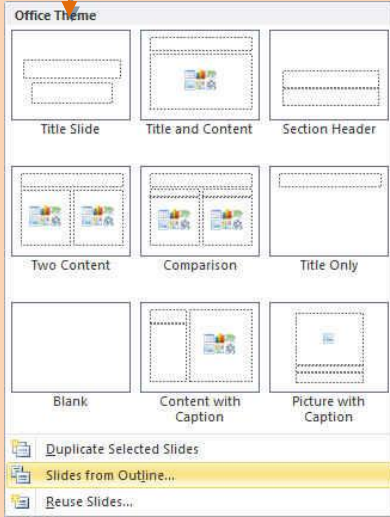 Office Theme
Title Slide
Title and Content
Section Header
Two Content
Comparison
Title Only
Blank
Content with
Caption
Picture with
Caption
Duplicate Selected Slides
Slides from Outline...
Reuse Slides...